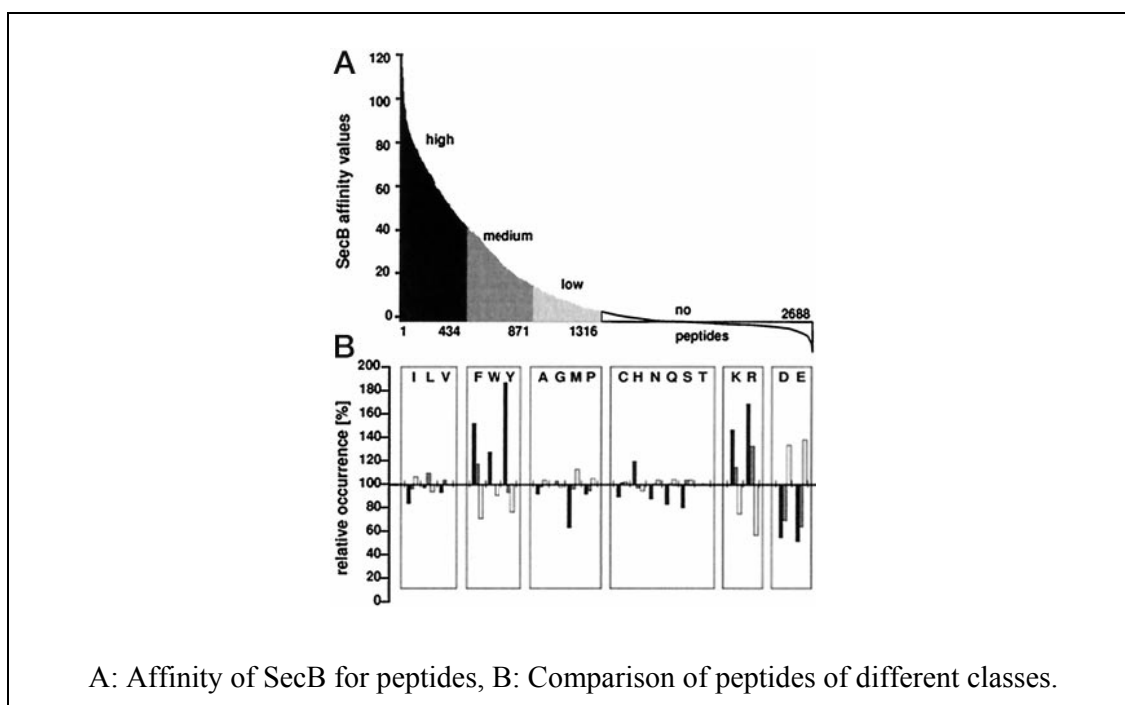 A
SecB affinity values
120
100
80
60
40
20
0
high
medium
low
no
2688
1 434 871 1316 peptides
B
relative occurrence [%]
200
180
160
140
120
100
80
60
40
20
0
I L V F W Y A G M P C H N Q S T K R D E
A: Affinity of SecB for peptides, B: Comparison of peptides of different classes.